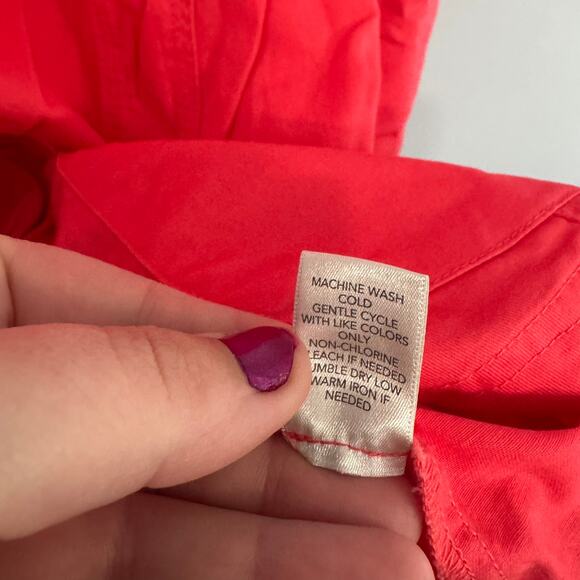 MACHINE WASH
COLD
GENTLE CYCLE
WITH LIKE COLORS
ONLY
NON-CHLORINE
LEACH IF NEEDED
UMBLE DRY LOW
WARM IRON IF
NEEDED